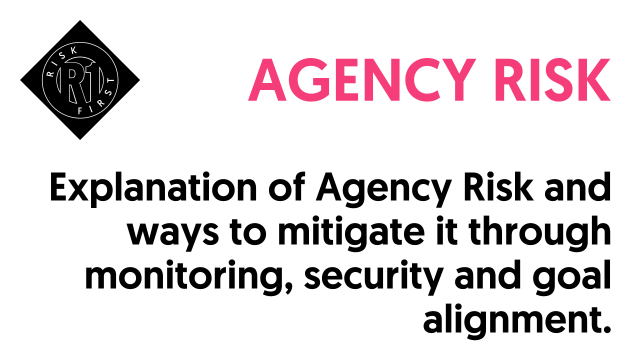 RISK
R1
FIRST
AGENCY RISK
Explanation of Agency Risk and
ways to mitigate it through
monitoring, security and goal
alignment.